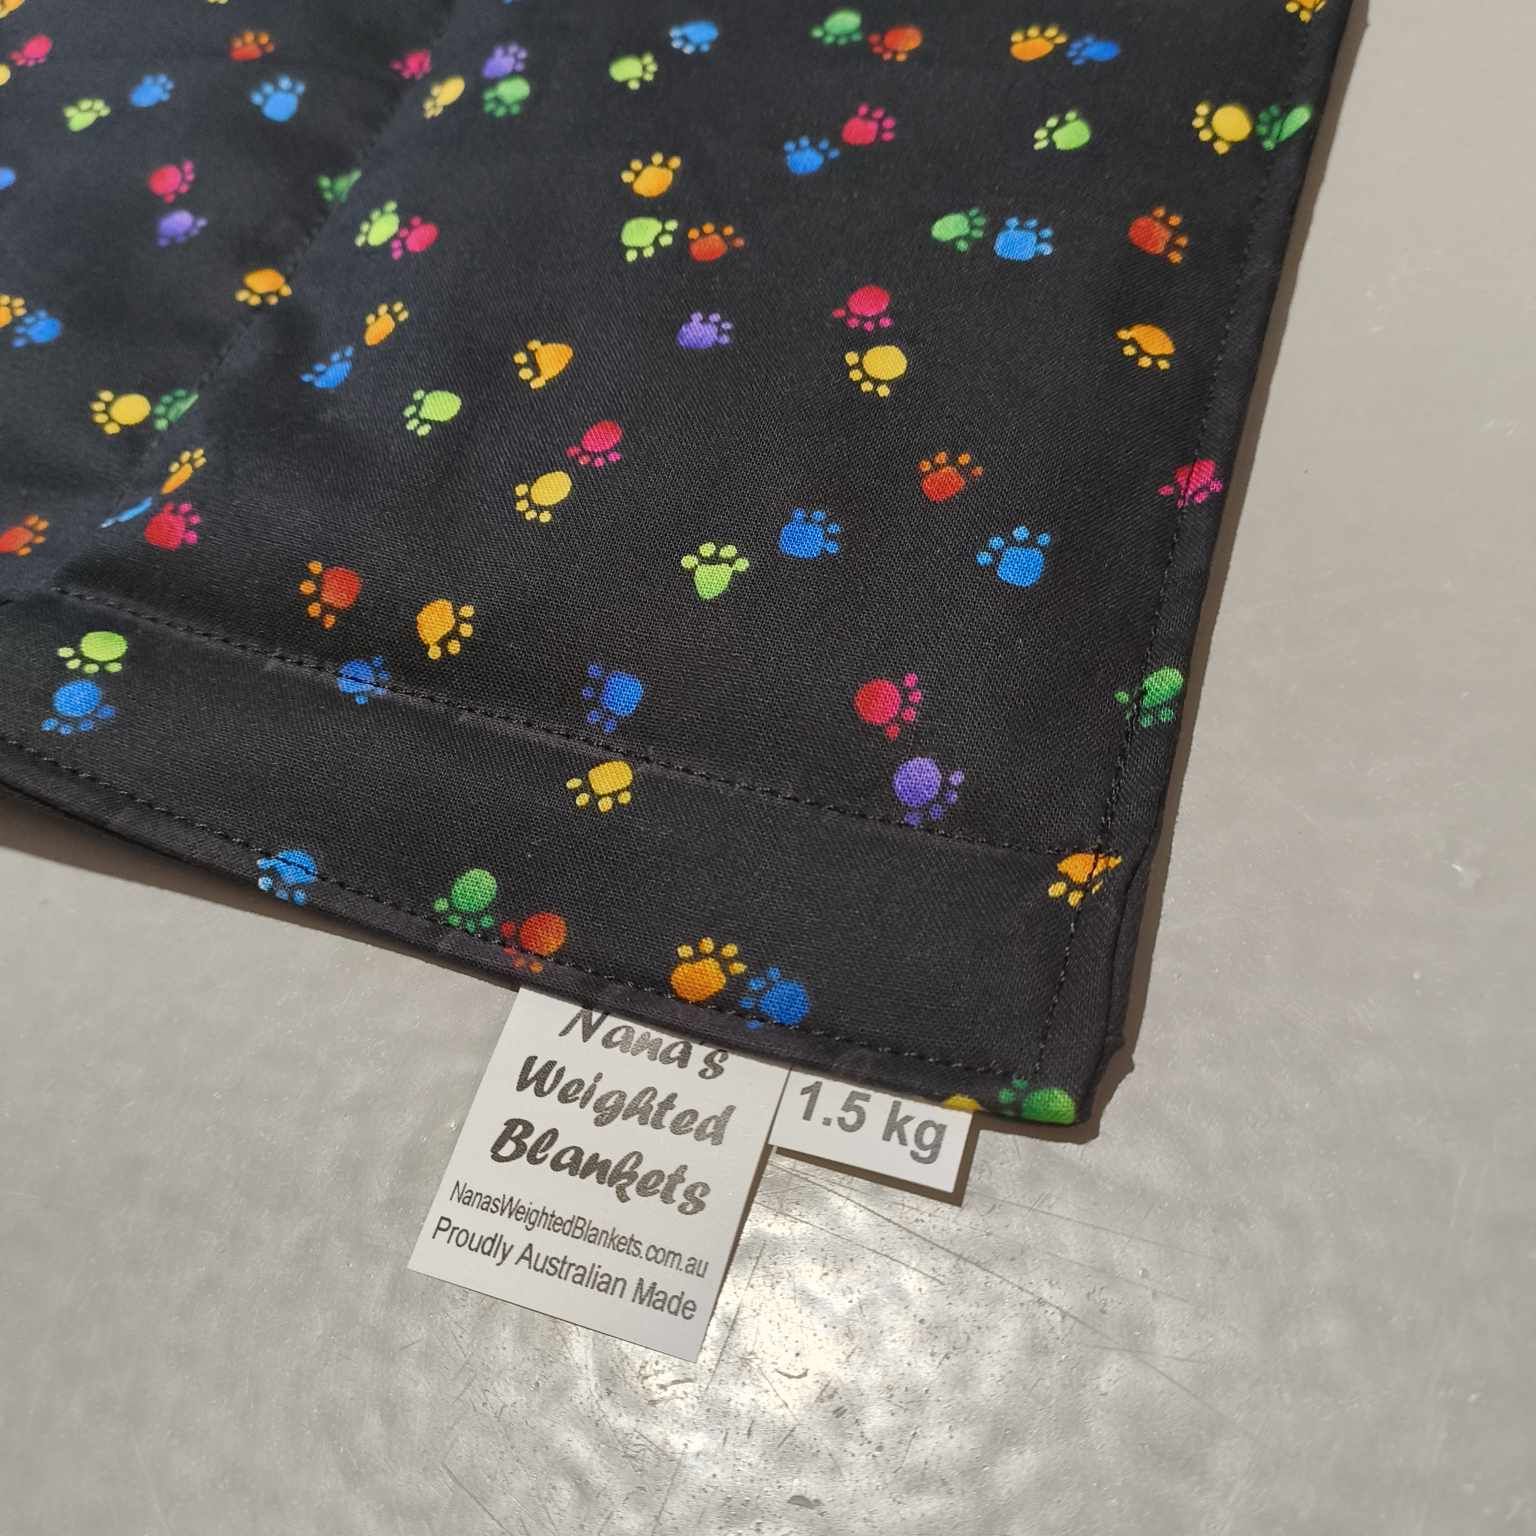 Nana's
Weighted
Blankets
NanasWeightedBlankets.com.au
Proudly Australian Made
1.5 kg